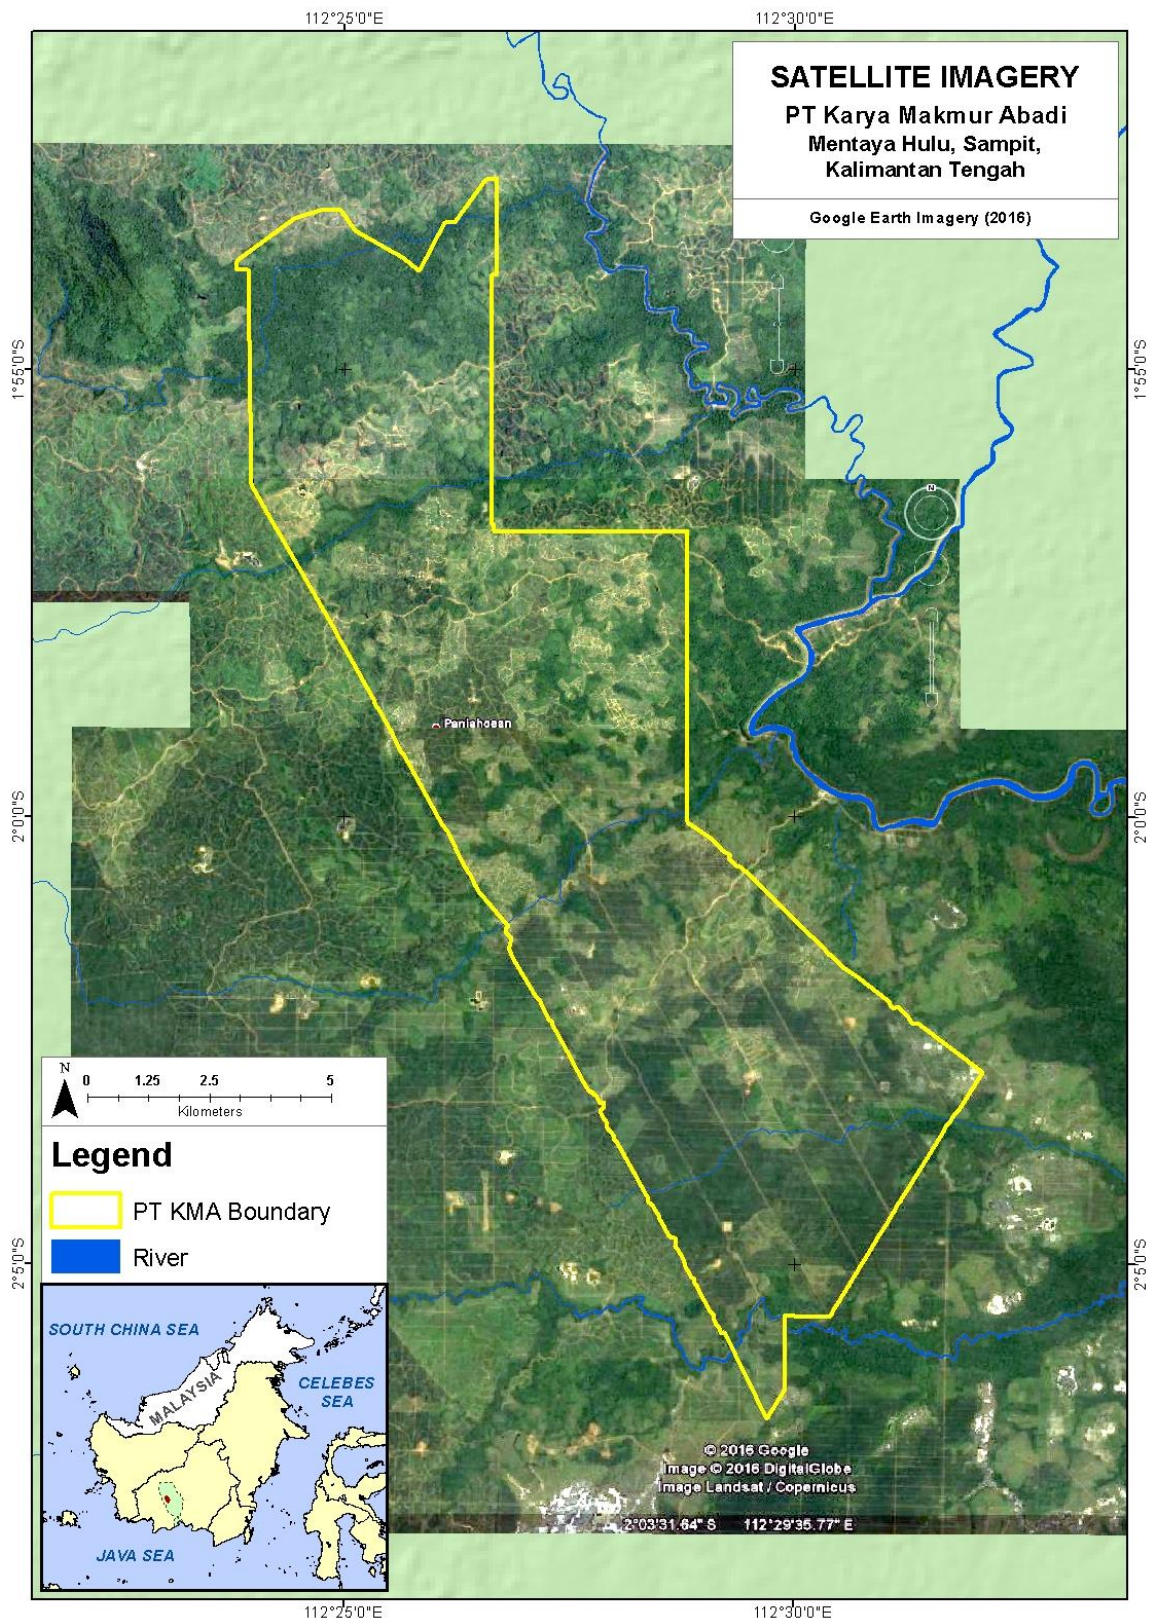 112°25'0"E
112°30'0"E
SATELLITE IMAGERY
PT Karya Makmur Abadi
Mentaya Hulu, Sampit,
Kalimantan Tengah
Google Earth Imagery (2016)
1°55'0"S
1°55'0"S
N
Pantahoean
2°0'0"S
2°0'0"S
N
0 1.25 2.5 5
Kilometers
Legend
PT KMA Boundary
River
2°5'0"S
2°5'0"S
SOUTH CHINA SEA
MALAYSIA
CELEBES
SEA
JAVA SEA
© 2016 Google
Image © 2016 DigitalGlobe
Image Landsat / Copernicus
2°03'31.64" S 112°29'35.77" E
112°25'0"E
112°30'0"E